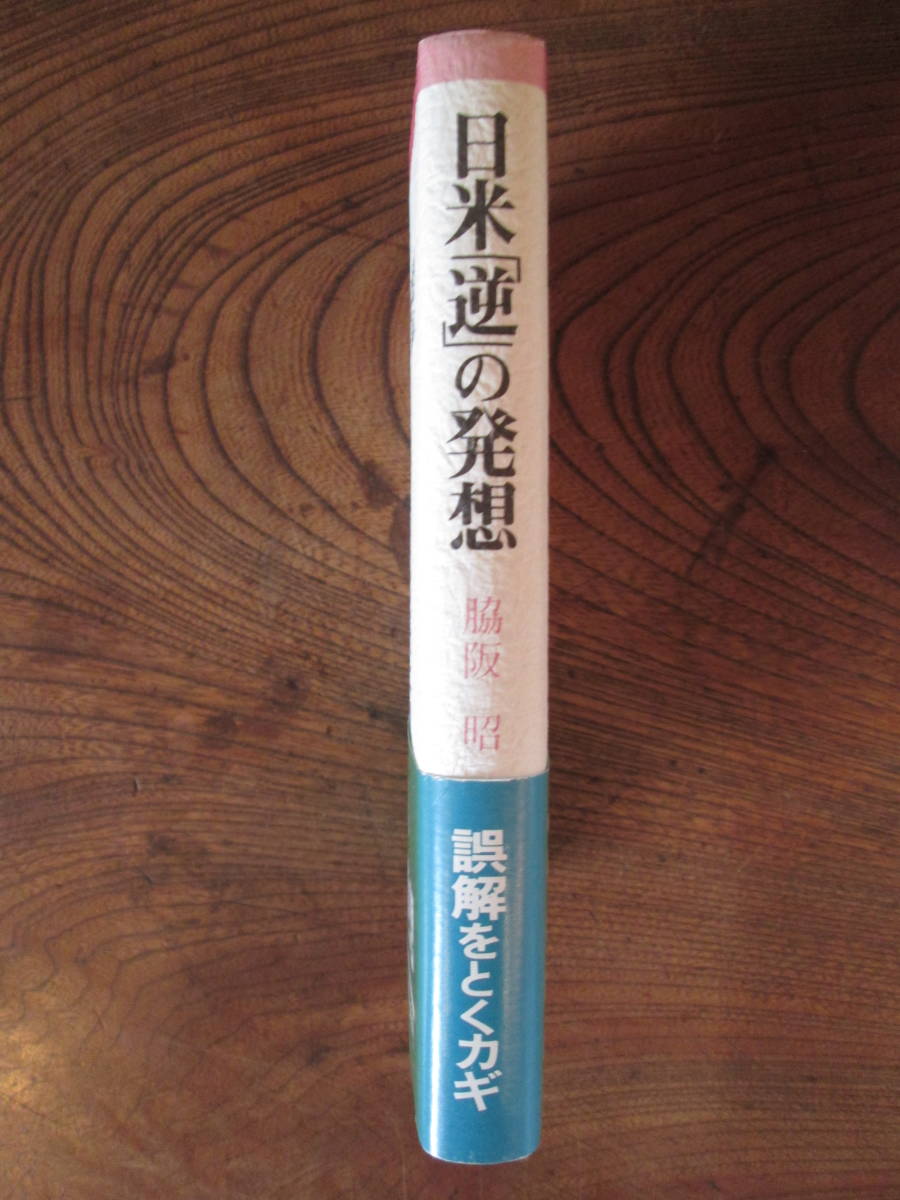 日米「逆」の発想
脇阪 昭
誤解をとくカギ